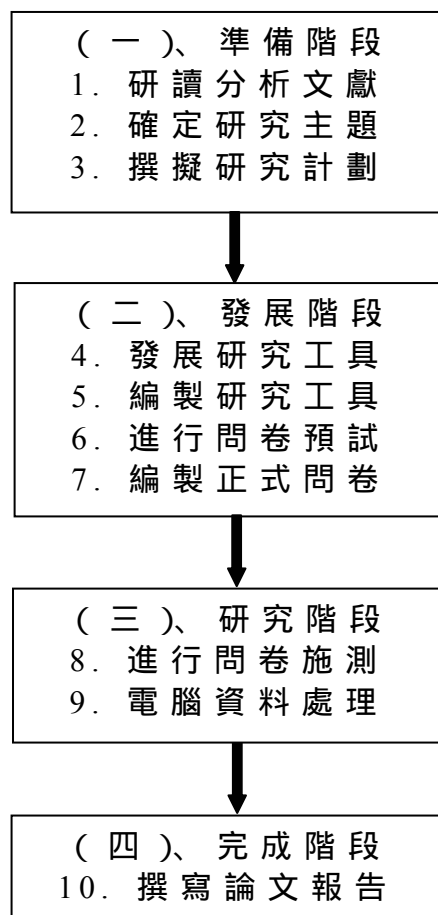 (一)、準備階段
1. 研讀分析文獻
2. 確定研究主題
3. 撰擬研究計劃
(二)、發展階段
4. 發展研究工具
5. 編製研究工具
6. 進行問卷預試
7. 編製正式問卷
(三)、研究階段
8. 進行問卷施測
9. 電腦資料處理
(四)、完成階段
10. 撰寫論文報告